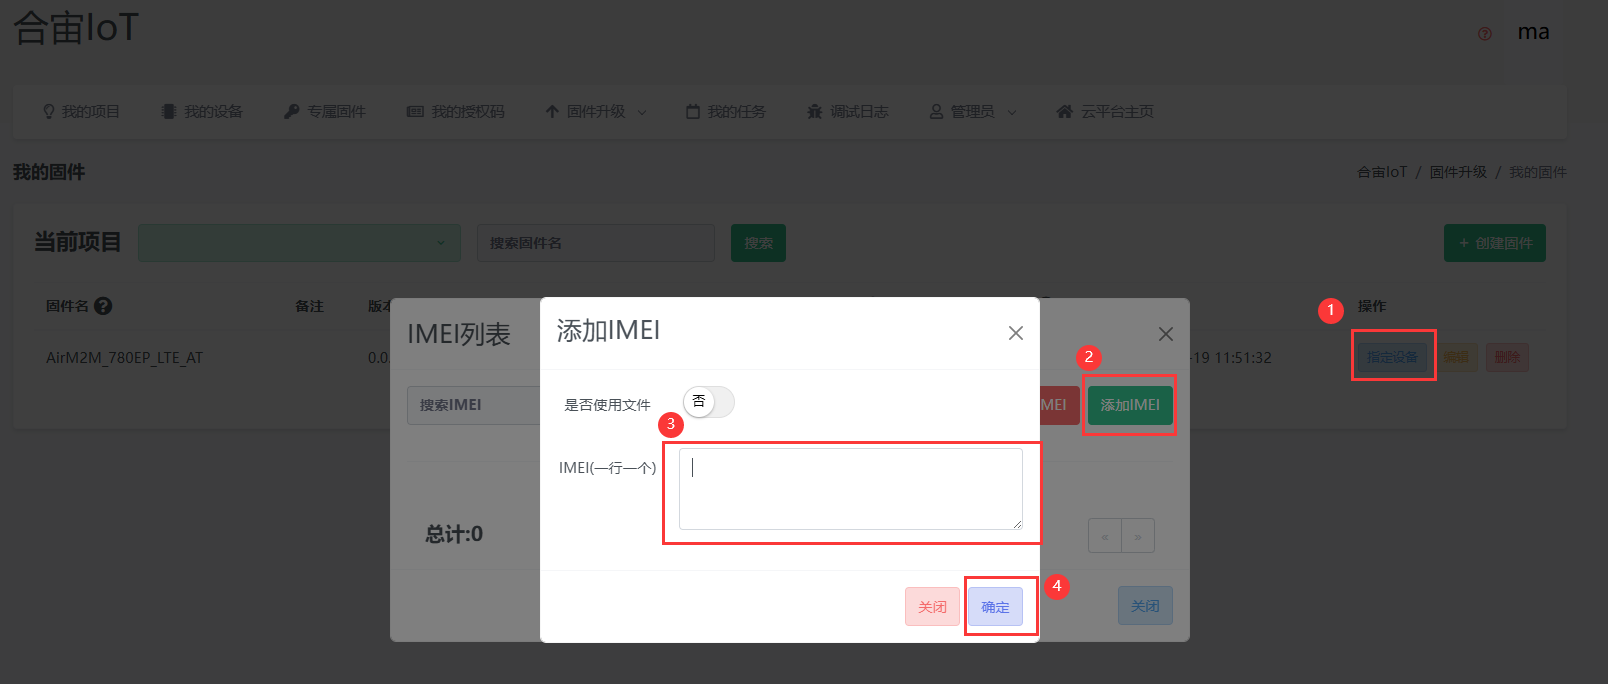 合宙IoT
ma
我的项目 我的设备 专属固件 我的授权码 固件升级 我的任务 调试日志 管理员 云平台主页
我的固件
合宙IoT / 固件升级 / 我的固件
当前项目 搜索固件名 搜索 + 创建固件
固件名 备注 版本 操作
1
AirM2M_780EP_LTE_AT 0.0. -19 11:51:32 指定设备 编辑 删除
IMEI列表
添加IMEI
2
搜索IMEI
MEI 添加IMEI
是否使用文件 否
3
IMEI(一行一个)
总计:0
« »
关闭 确定
4
关闭